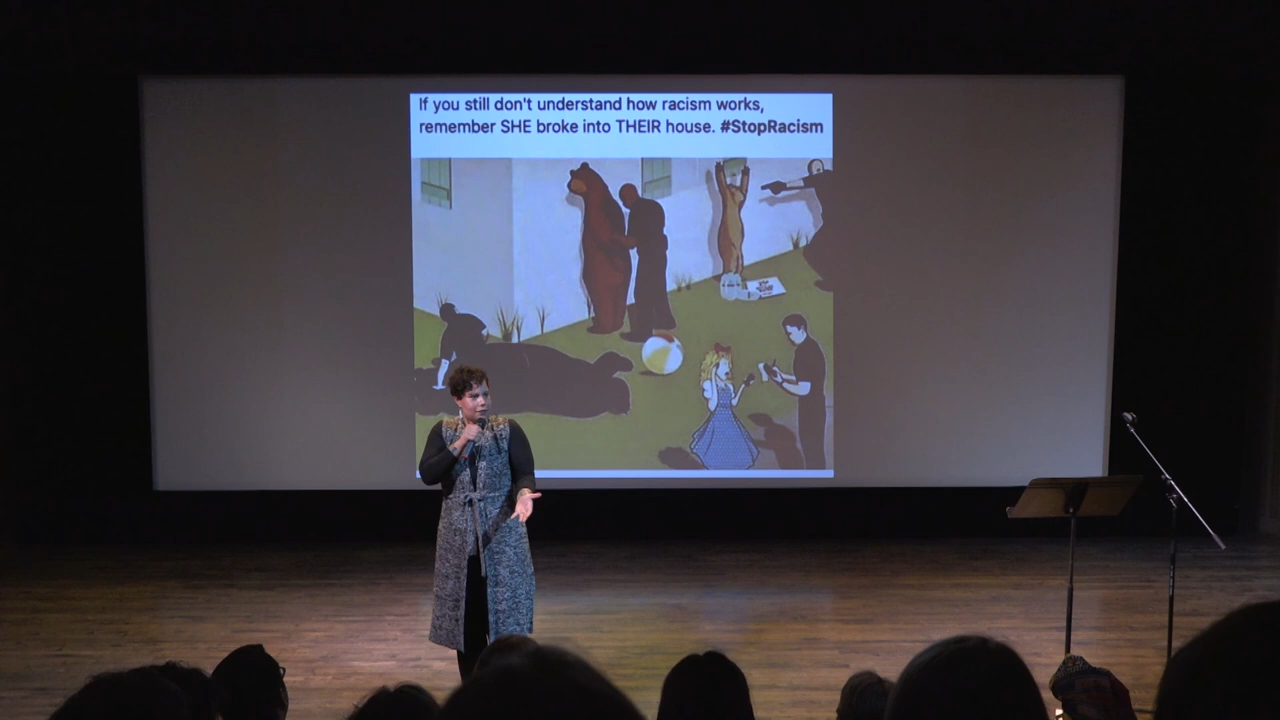 If you still don't understand how racism works,
remember SHE broke into THEIR house. #StopRacism